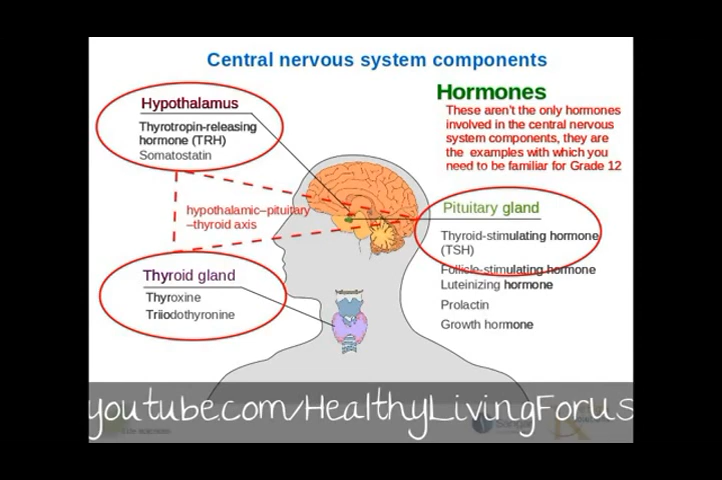 Central nervous system components
Hypothalamus
Thyrotropin-releasing
hormone (TRH)
Somatostatin
hypothalamic–pituitary
–thyroid axis
Thyroid gland
Thyroxine
Triiodothyronine
Hormones
These aren't the only hormones
involved in the central nervous
system components, they are
the examples with which you
need to be familiar for Grade 12
Pituitary gland
Thyroid-stimulating hormone
(TSH)
Follicle-stimulating hormone
Luteinizing hormone
Prolactin
Growth hormone
youtube.com/HealthyLivingForus